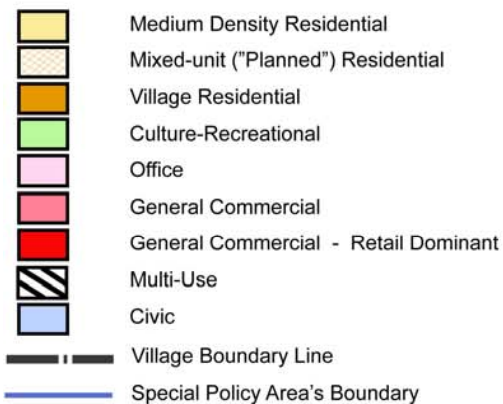 Medium Density Residential
Mixed-unit ("Planned") Residential
Village Residential
Culture-Recreational
Office
General Commercial
General Commercial - Retail Dominant
Multi-Use
Civic
Village Boundary Line
Special Policy Area's Boundary